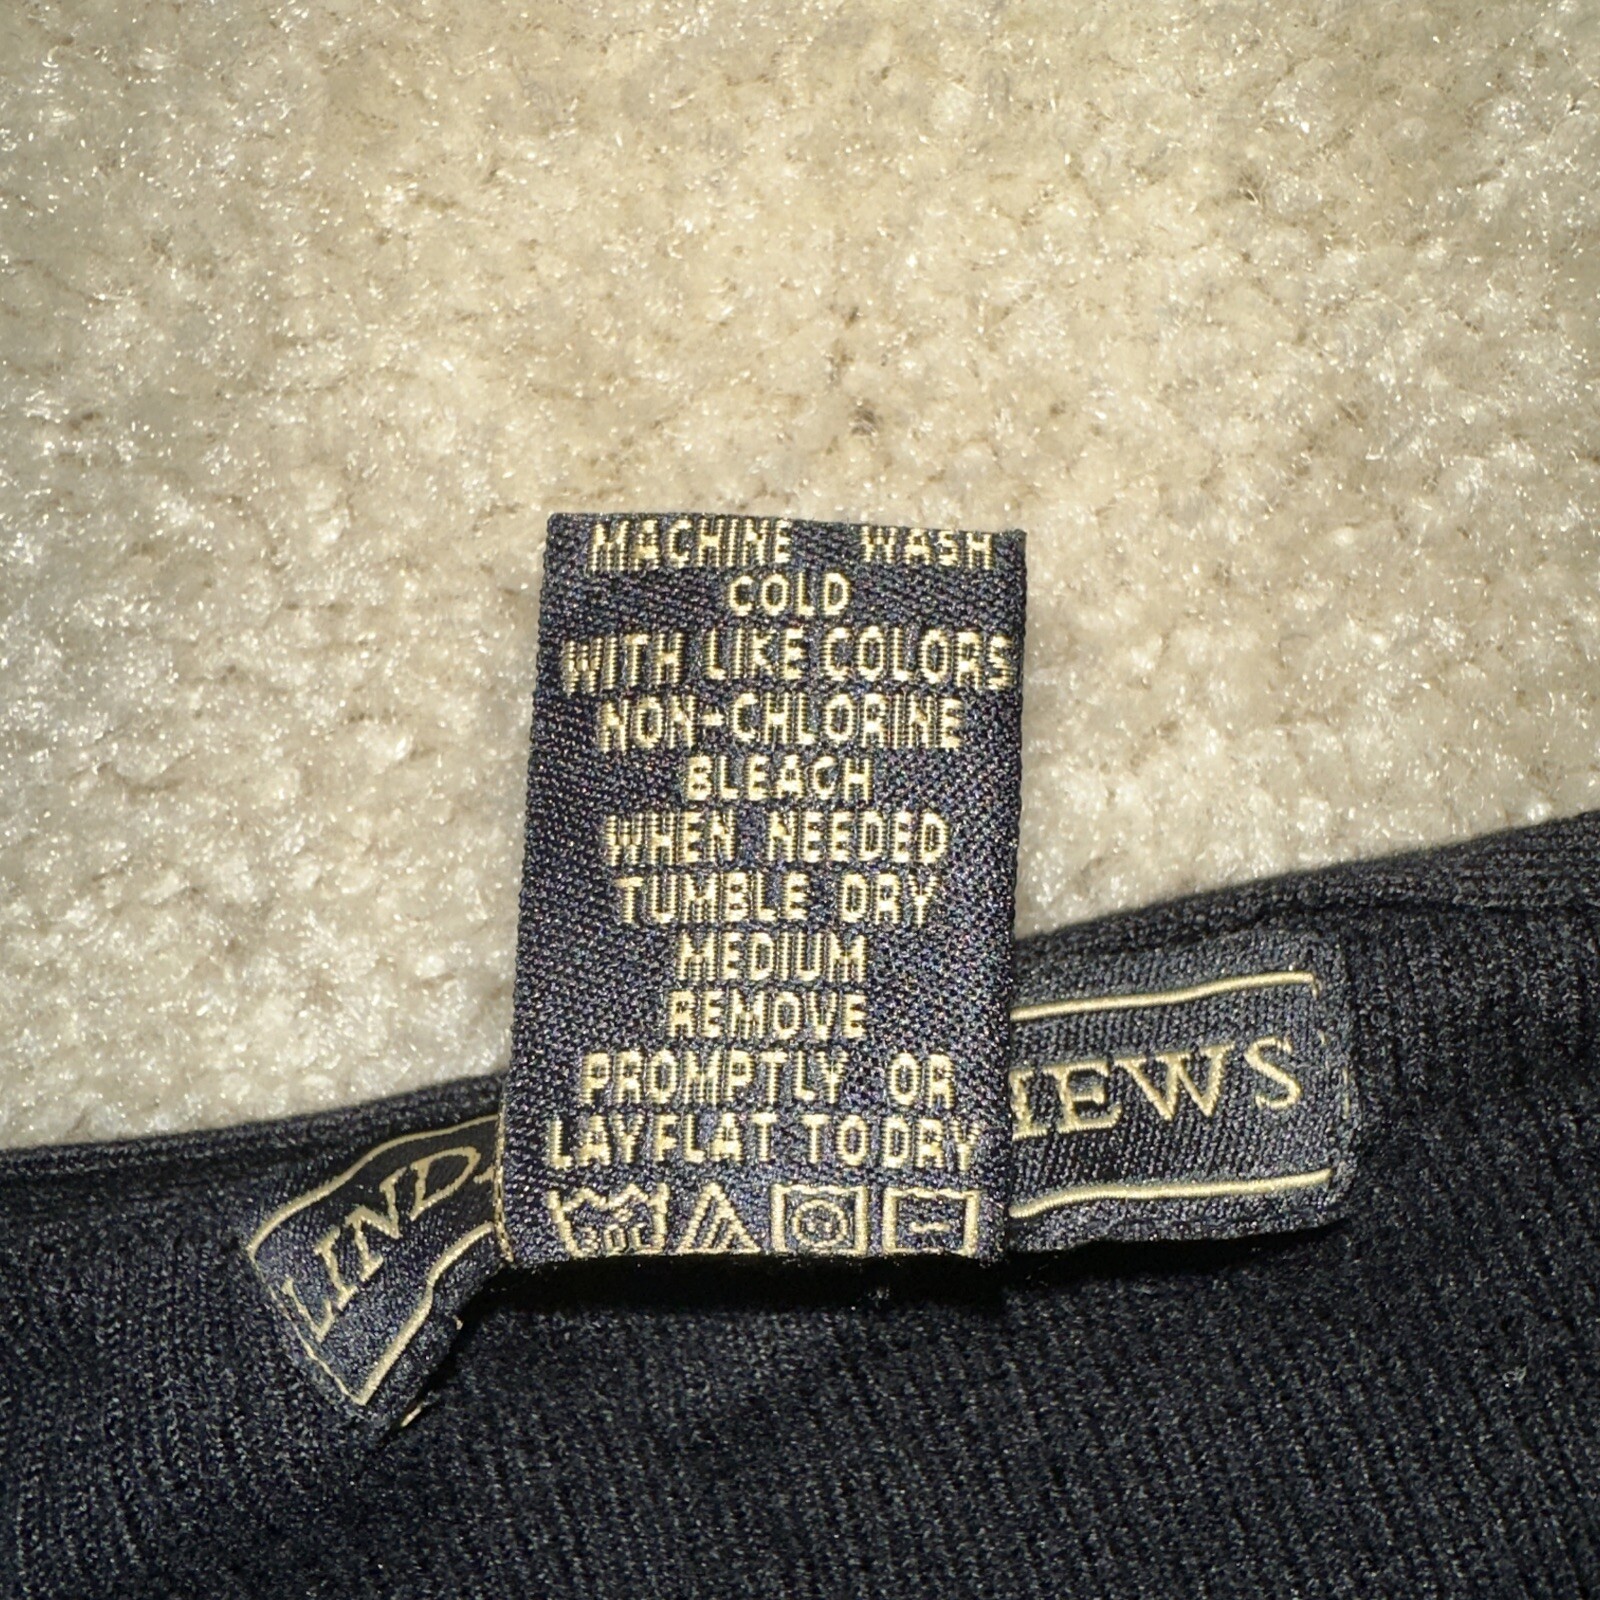 MACHINE WASH
COLD
WITH LIKE COLORS
NON-CHLORINE
BLEACH
WHEN NEEDED
TUMBLE DRY
MEDIUM
REMOVE
PROMPTLY OR
LAY FLAT TO DRY
30C
LIND
EWS